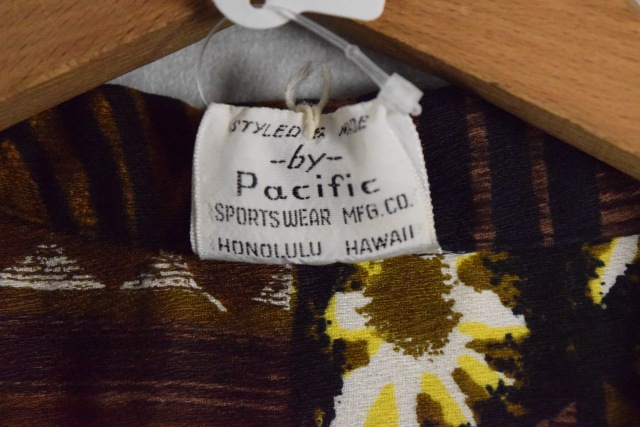 STYLED & MADE
-by-
Pacific
SPORTSWEAR MFG.CO.
HONOLULU HAWAII